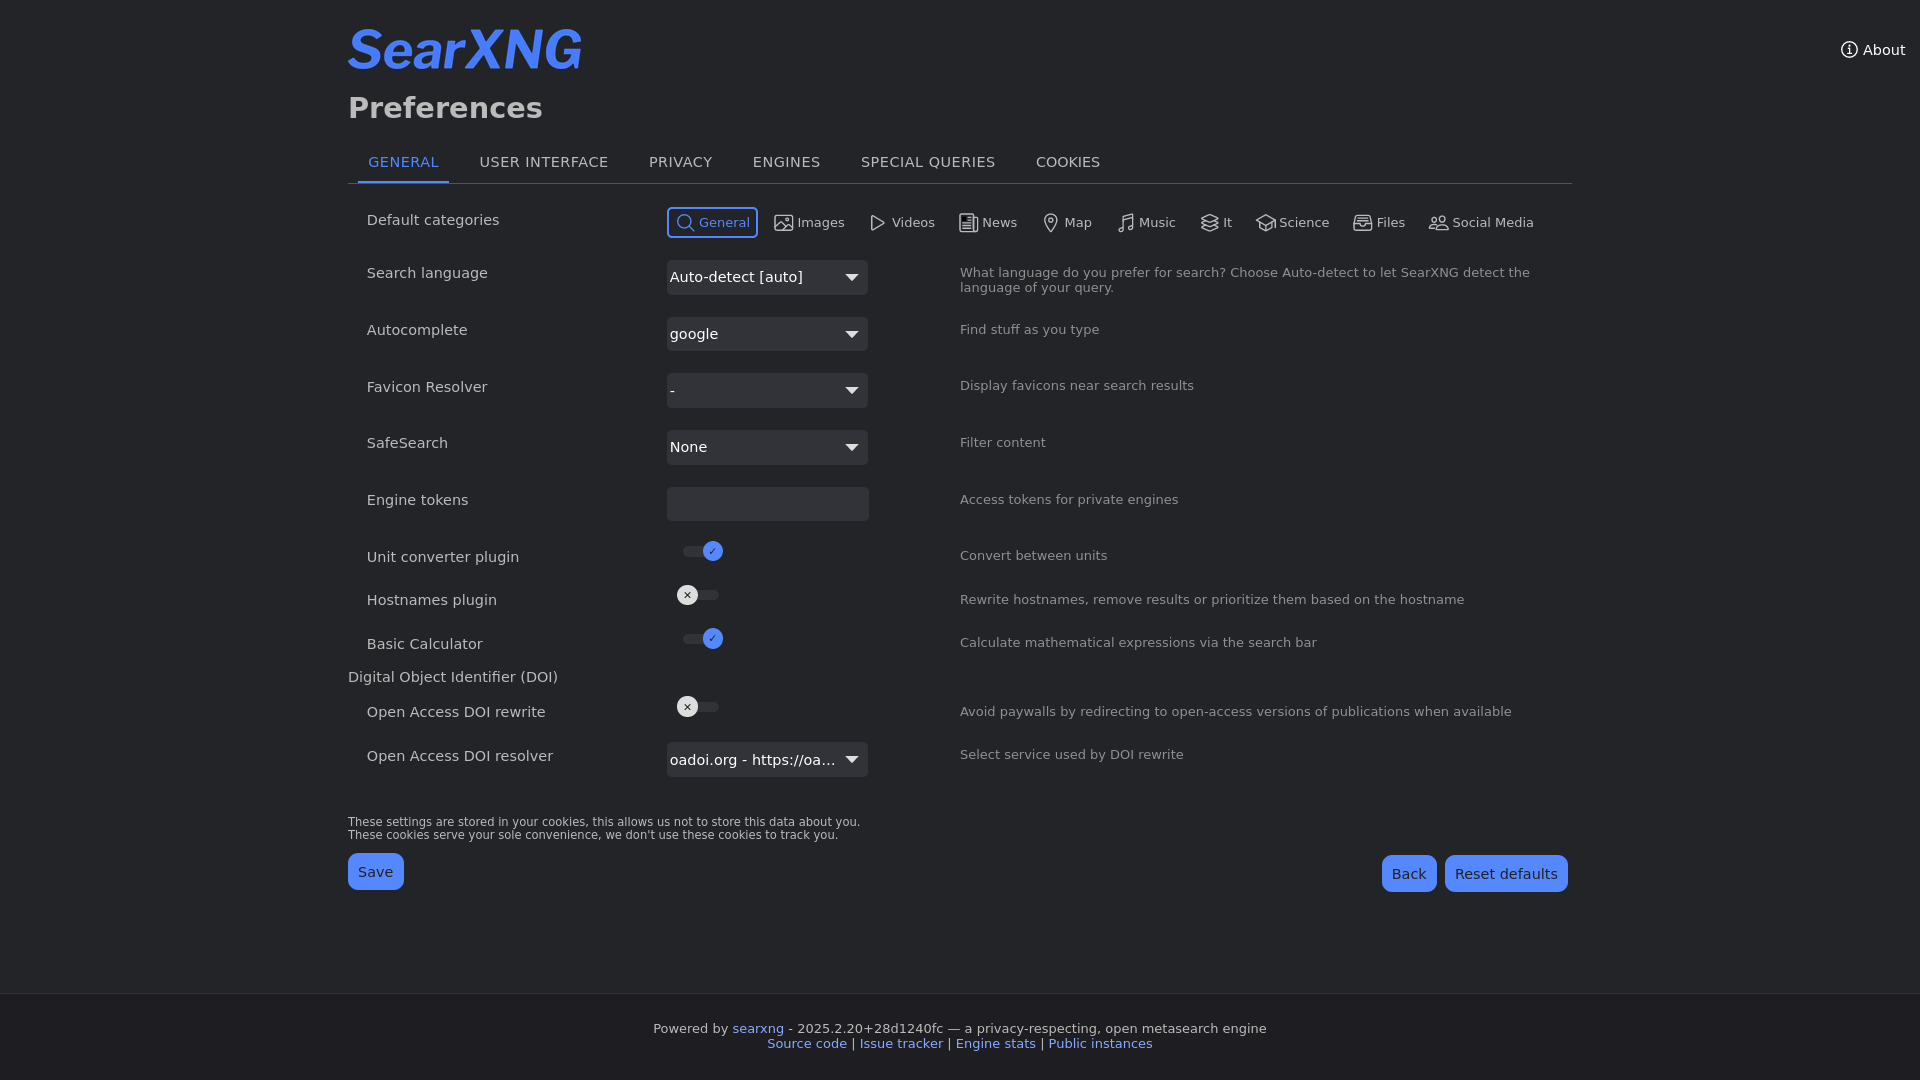 SearXNG
About
Preferences
GENERAL USER INTERFACE PRIVACY ENGINES SPECIAL QUERIES COOKIES
Default categories General Images Videos News Map Music It Science Files Social Media
Search language Auto-detect [auto] What language do you prefer for search? Choose Auto-detect to let SearXNG detect the
language of your query.
Autocomplete google Find stuff as you type
Favicon Resolver - Display favicons near search results
SafeSearch None Filter content
Engine tokens Access tokens for private engines
Unit converter plugin Convert between units
Hostnames plugin Rewrite hostnames, remove results or prioritize them based on the hostname
Basic Calculator Calculate mathematical expressions via the search bar
Digital Object Identifier (DOI)
Open Access DOI rewrite Avoid paywalls by redirecting to open-access versions of publications when available
Open Access DOI resolver oadoi.org - https://oa... Select service used by DOI rewrite
These settings are stored in your cookies, this allows us not to store this data about you.
These cookies serve your sole convenience, we don't use these cookies to track you.
Save Back Reset defaults
Powered by searxng - 2025.2.20+28d1240fc — a privacy-respecting, open metasearch engine
Source code | Issue tracker | Engine stats | Public instances